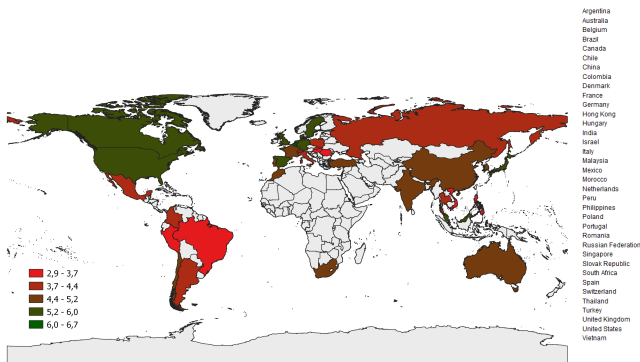 Argentina
Australia
Belgium
Brazil
Canada
Chile
China
Colombia
Denmark
France
Germany
Hong Kong
Hungary
India
Israel
Italy
Malaysia
Mexico
Morocco
Netherlands
Peru
Philippines
Poland
Portugal
Romania
Russian Federation
Singapore
Slovak Republic
South Africa
Spain
Switzerland
Thailand
Turkey
United Kingdom
United States
Vietnam
2,9 - 3,7
3,7 - 4,4
4,4 - 5,2
5,2 - 6,0
6,0 - 6,7